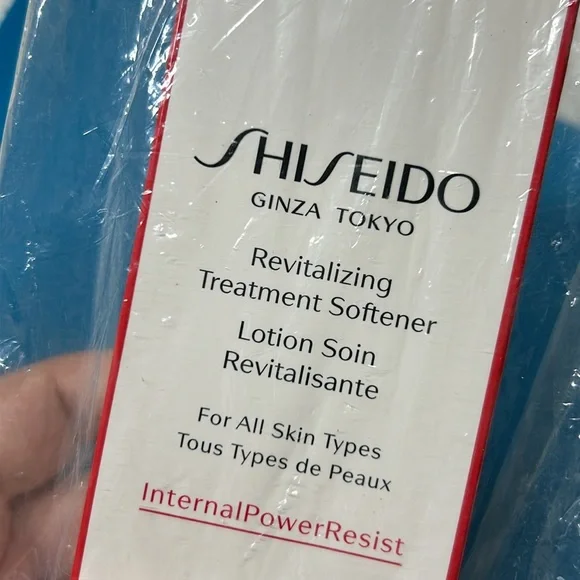 SHISEIDO
GINZA TOKYO
Revitalizing
Treatment Softener
Lotion Soin
Revitalisante
For All Skin Types
Tous Types de Peaux
InternalPowerResist